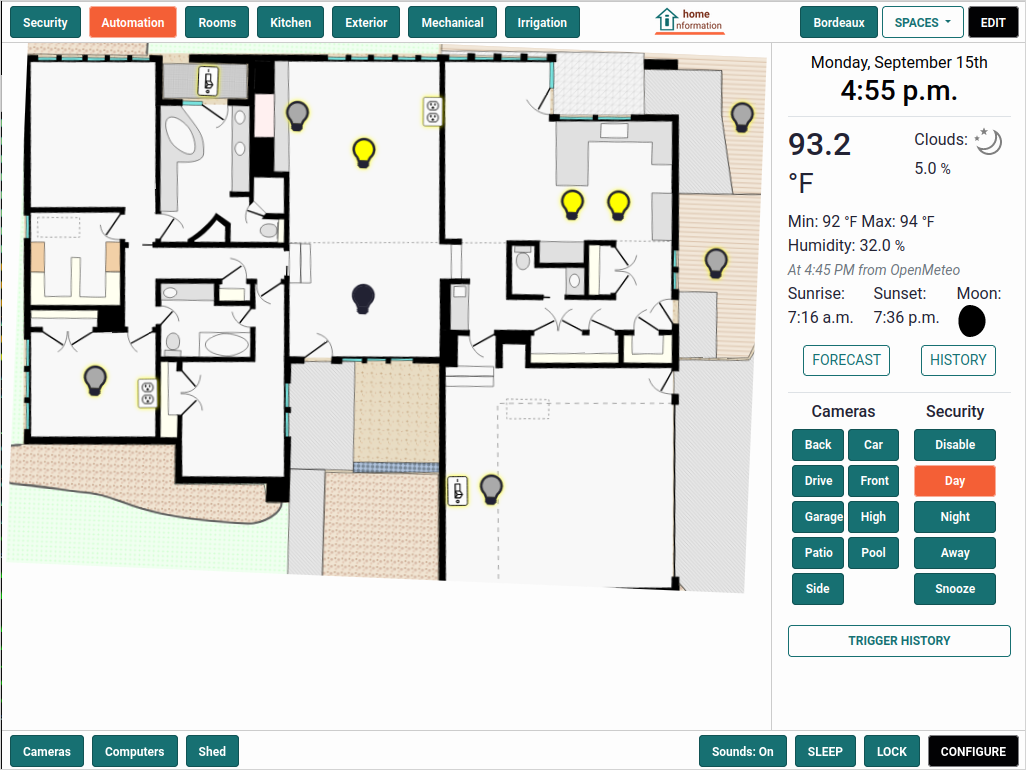 Security Automation Rooms Kitchen Exterior Mechanical Irrigation home information Bordeaux SPACES EDIT
Monday, September 15th
4:55 p.m.
93.2 °F
Clouds:
5.0 %
Min: 92 °F Max: 94 °F
Humidity: 32.0 %
At 4:45 PM from OpenMeteo
Sunrise: Sunset: Moon:
7:16 a.m. 7:36 p.m.
FORECAST HISTORY
Cameras Security
Back Car Disable
Drive Front Day
Garage High Night
Patio Pool Away
Side Snooze
TRIGGER HISTORY
Cameras Computers Shed Sounds: On SLEEP LOCK CONFIGURE